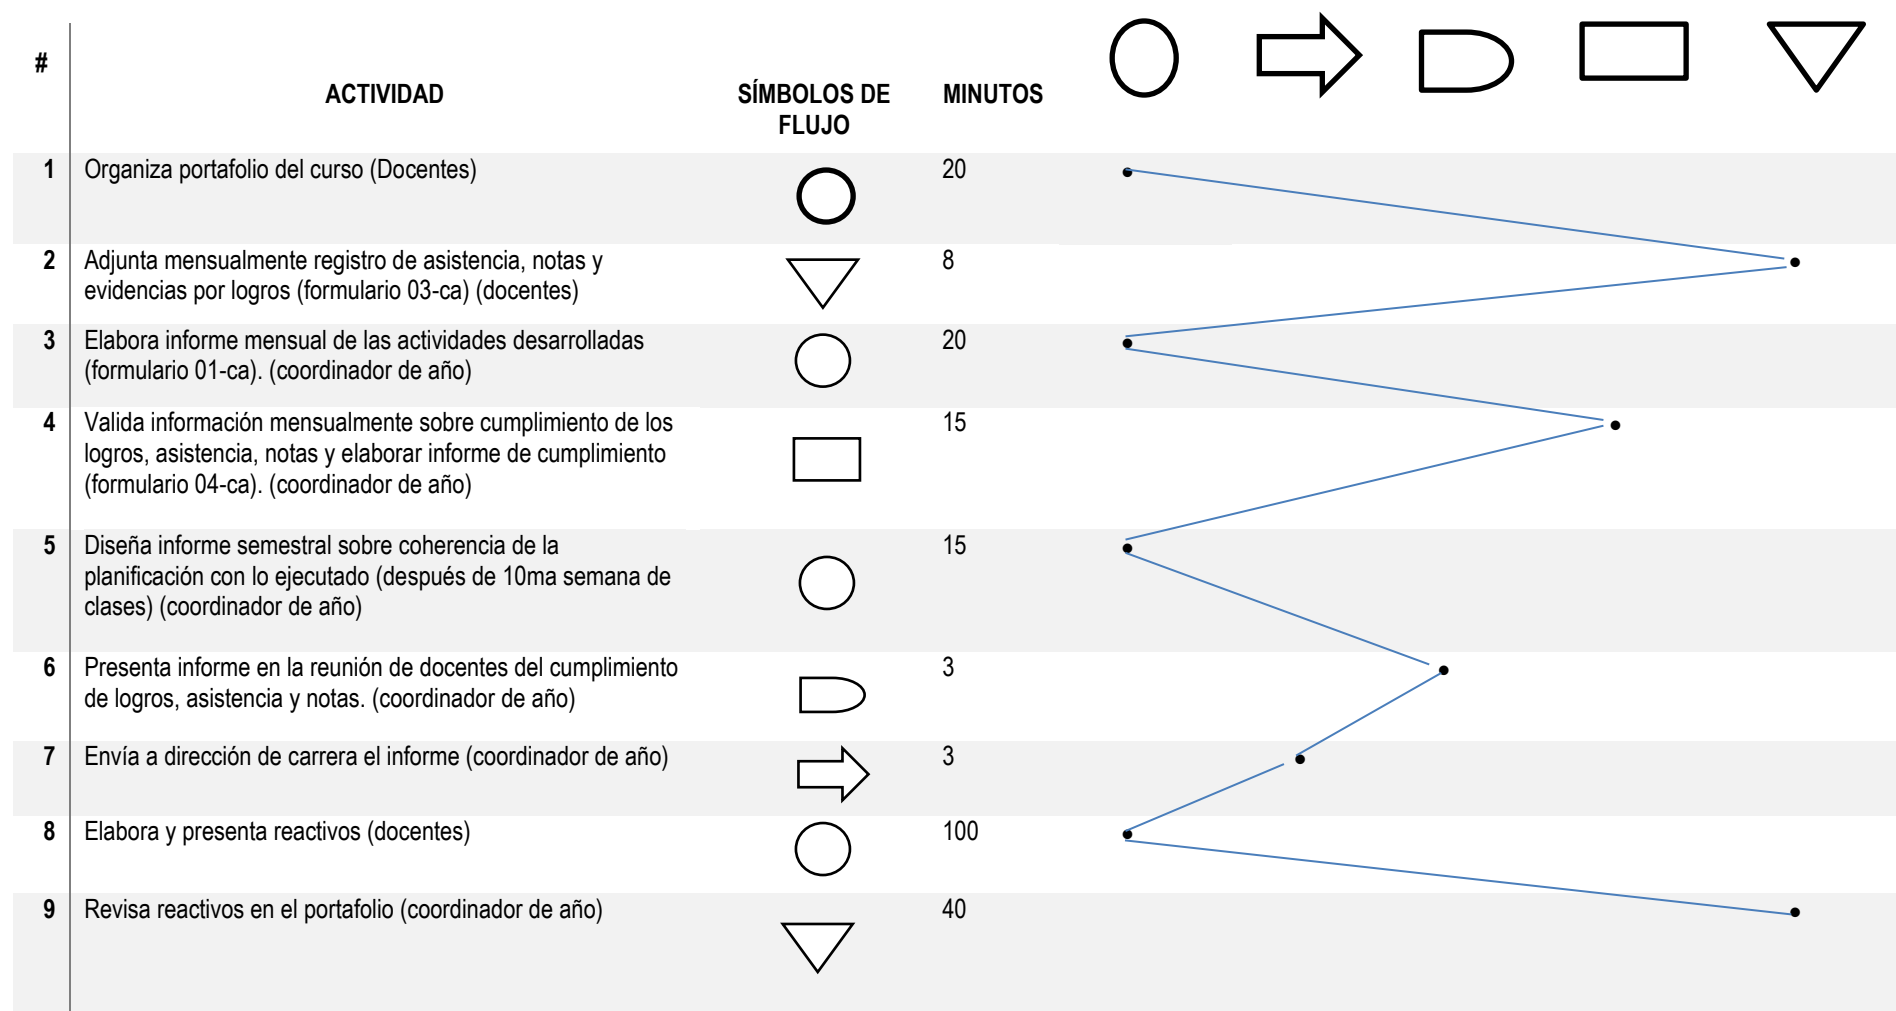 #
ACTIVIDAD
SÍMBOLOS DE
FLUJO
MINUTOS
1 Organiza portafolio del curso (Docentes) 20
2 Adjunta mensualmente registro de asistencia, notas y 8
evidencias por logros (formulario 03-ca) (docentes)
3 Elabora informe mensual de las actividades desarrolladas 20
(formulario 01-ca). (coordinador de año)
4 Valida información mensualmente sobre cumplimiento de los 15
logros, asistencia, notas y elaborar informe de cumplimiento
(formulario 04-ca). (coordinador de año)
5 Diseña informe semestral sobre coherencia de la 15
planificación con lo ejecutado (después de 10ma semana de
clases) (coordinador de año)
6 Presenta informe en la reunión de docentes del cumplimiento 3
de logros, asistencia y notas. (coordinador de año)
7 Envía a dirección de carrera el informe (coordinador de año) 3
8 Elabora y presenta reactivos (docentes) 100
9 Revisa reactivos en el portafolio (coordinador de año) 40